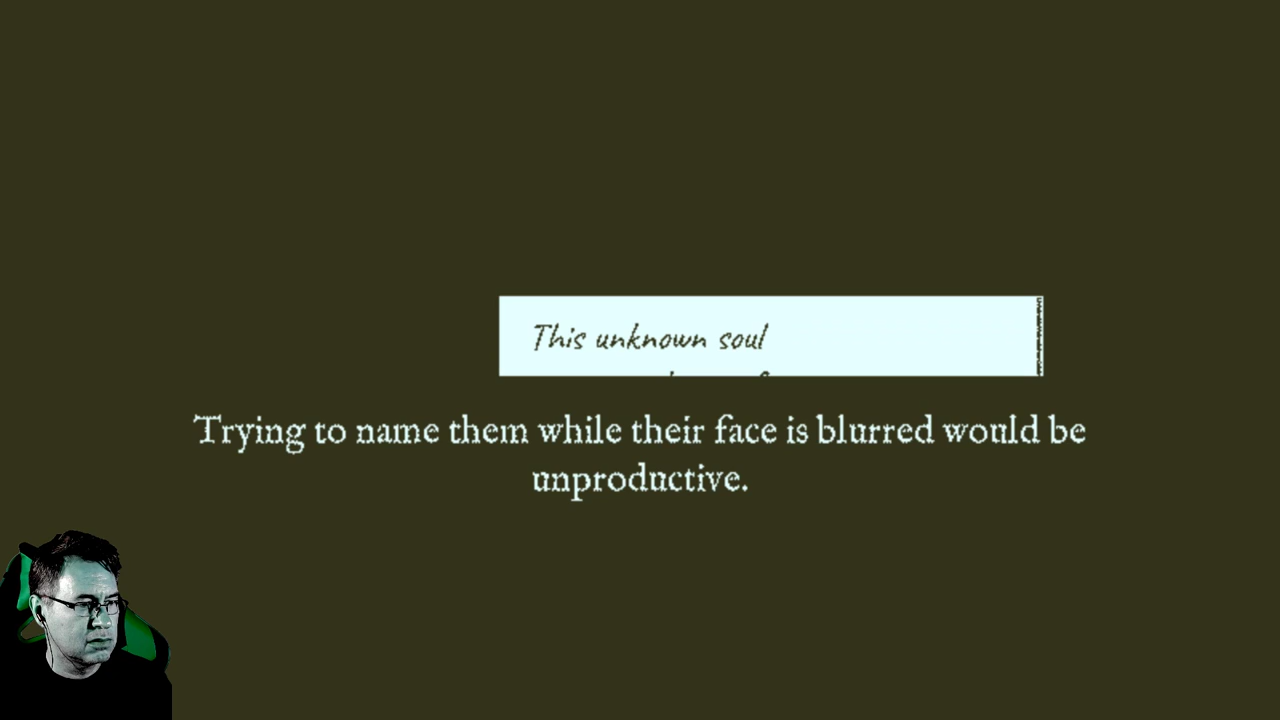 This unknown soul
Trying to name them while their face is blurred would be
unproductive.